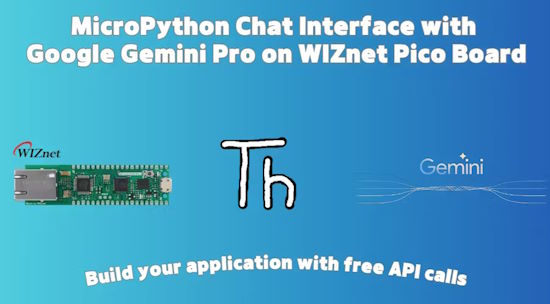 MicroPython Chat Interface with
Google Gemini Pro on WIZnet Pico Board
WIZnet
Th
Gemini
Build your application with free API calls